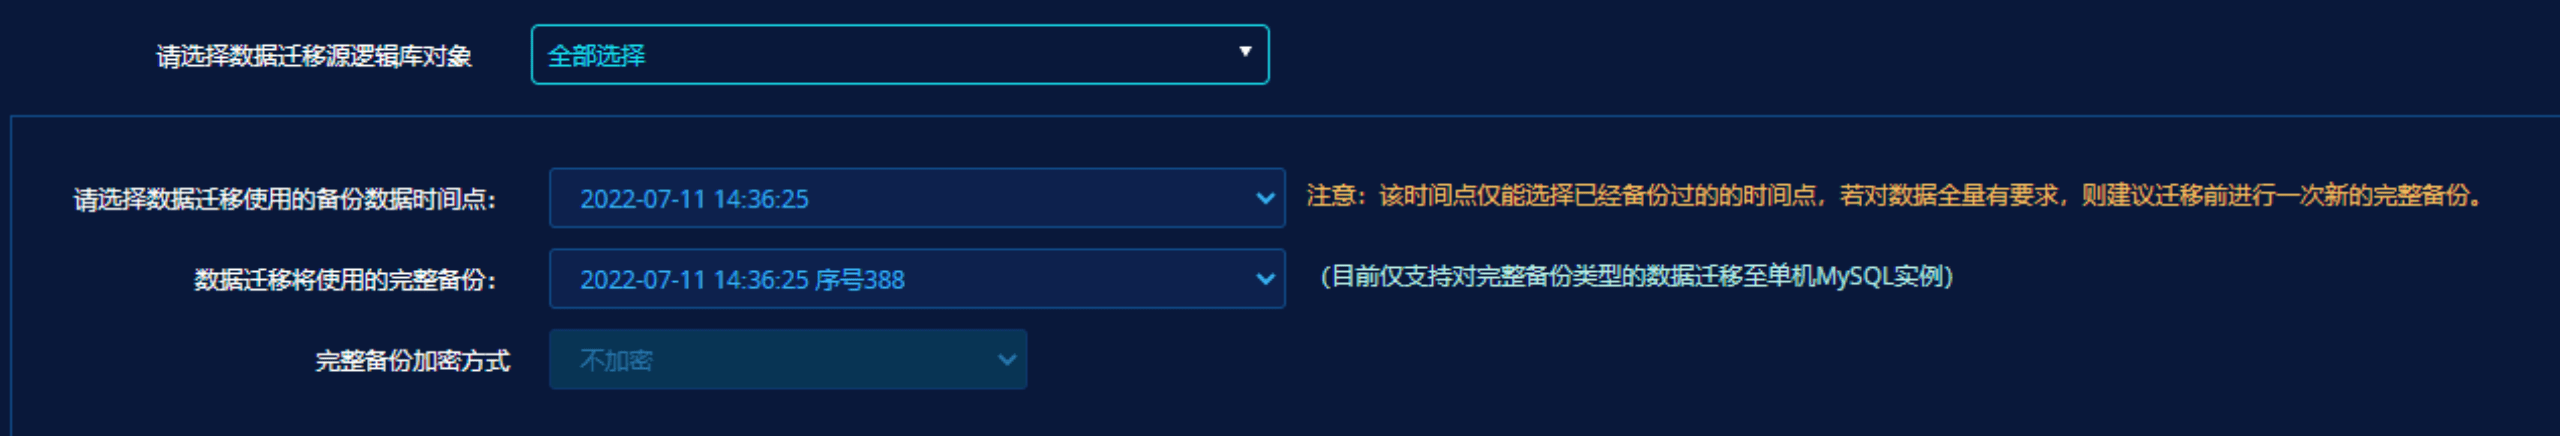 请选择数据迁移源逻辑库对象 全部选择
请选择数据迁移使用的备份数据时间点： 2022-07-11 14:36:25 注意：该时间点仅能选择已经备份过的的时间点，若对数据全量有要求，则建议迁移前进行一次新的完整备份。
数据迁移将使用的完整备份： 2022-07-11 14:36:25 序号388 （目前仅支持对完整备份类型的数据迁移至单机MySQL实例）
完整备份加密方式 不加密